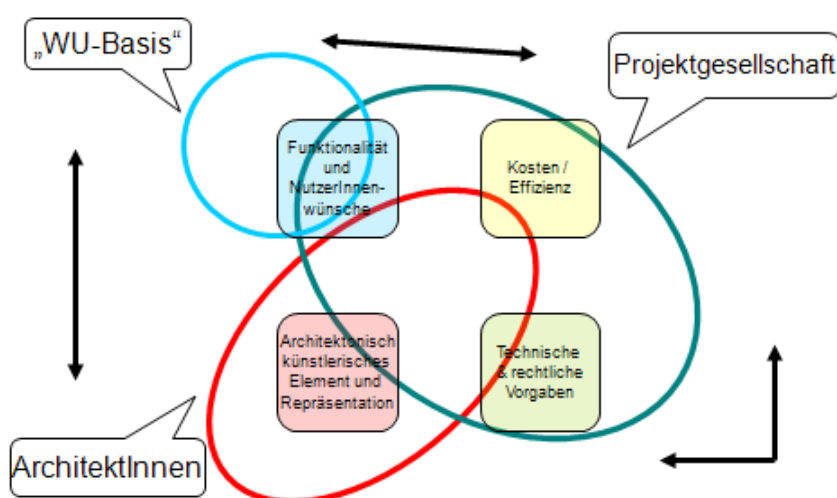 „WU-Basis“
Projektgesellschaft
Funktionalität
und
NutzerInnen-
wünsche
Kosten /
Effizienz
Architektonisch
künstlerisches
Element und
Repräsentation
Technische
& rechtliche
Vorgaben
ArchitektInnen